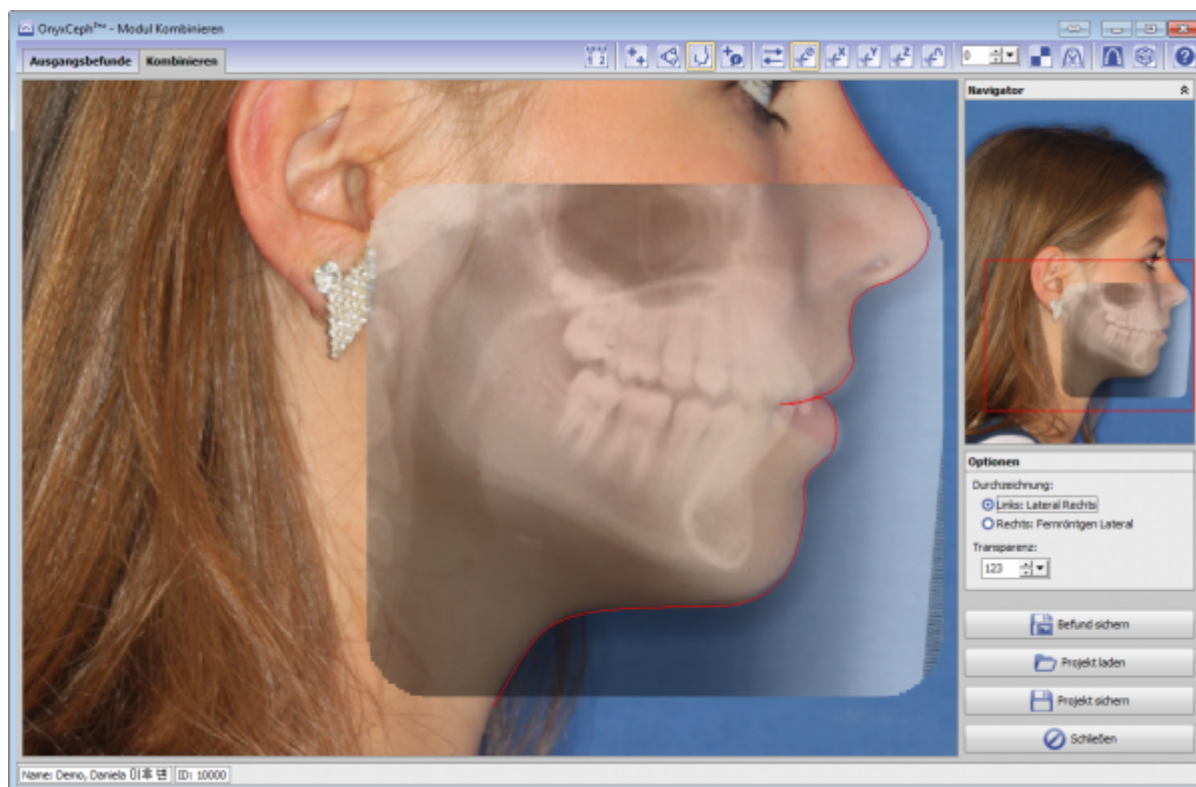 OnyxCeph³™ - Modul Kombinieren
Ausgangsbefunde Kombinieren
0
Navigator
Optionen
Durchzeichnung:
Links: Lateral Rechts
Rechts: Fernröntgen Lateral
Transparenz:
123
Befund sichern
Projekt laden
Projekt sichern
Schließen
Name: Demo, Daniela ID: 10000